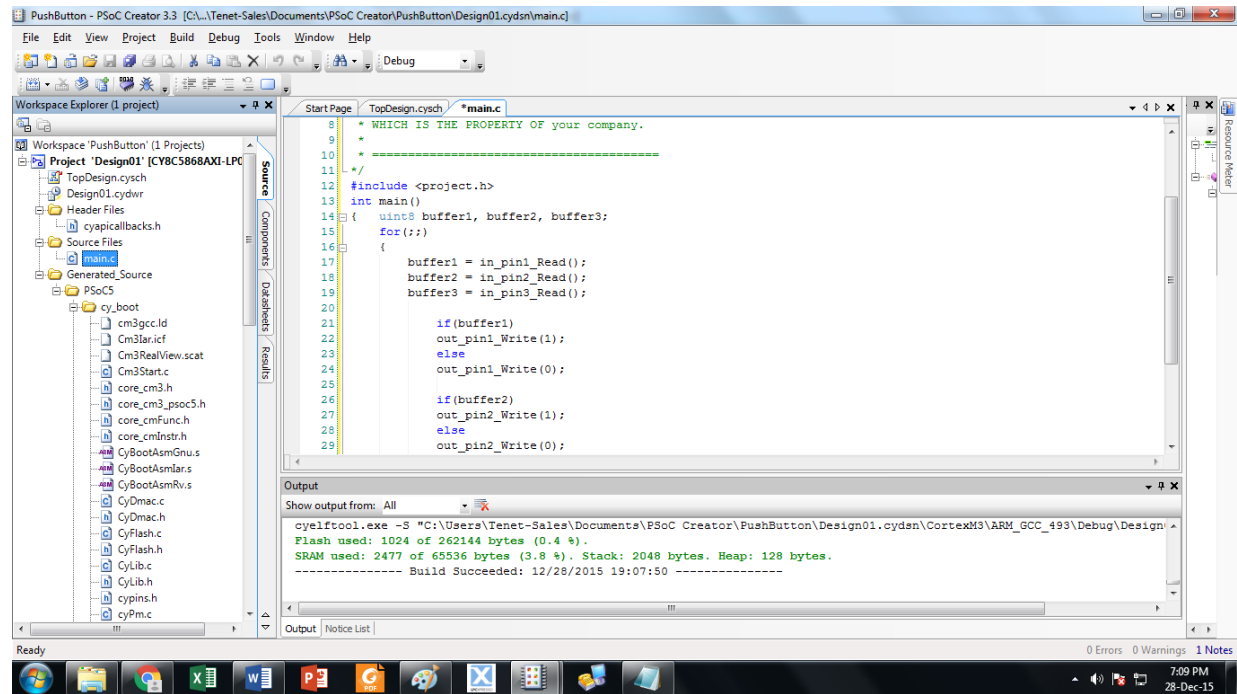 PushButton - PSoC Creator 3.3 [C:\...\Tenet-Sales\Documents\PSoC Creator\PushButton\Design01.cydsn\main.c]
File Edit View Project Build Debug Tools Window Help
Debug
Workspace Explorer (1 project)
Workspace 'PushButton' (1 Projects)
Project 'Design01' [CY8C5868AXI-LP0
TopDesign.cysch
Design01.cydwr
Header Files
cyapicallbacks.h
Source Files
main.c
Generated_Source
PSoC5
cy_boot
cm3gcc.ld
Cm3Iar.icf
Cm3RealView.scat
Cm3Start.c
core_cm3.h
core_cm3_psoc5.h
core_cmFunc.h
core_cmInstr.h
CyBootAsmGnu.s
CyBootAsmIar.s
CyBootAsmRv.s
CyDmac.c
CyDmac.h
CyFlash.c
CyFlash.h
CyLib.c
CyLib.h
cypins.h
cyPm.c
Source
Components
Datasheets
Results
Start Page TopDesign.cysch *main.c
8 * WHICH IS THE PROPERTY OF your company.
9 *
10 * ========================================
11 */
12 #include <project.h>
13 int main()
14 { uint8 buffer1, buffer2, buffer3;
15 for(;;)
16 {
17 buffer1 = in_pin1_Read();
18 buffer2 = in_pin2_Read();
19 buffer3 = in_pin3_Read();
20
21 if(buffer1)
22 out_pin1_Write(1);
23 else
24 out_pin1_Write(0);
25
26 if(buffer2)
27 out_pin2_Write(1);
28 else
29 out_pin2_Write(0);
Resource Meter
Output
Show output from: All
cyelftool.exe -S "C:\Users\Tenet-Sales\Documents\PSoC Creator\PushButton\Design01.cydsn\CortexM3\ARM_GCC_493\Debug\Design
Flash used: 1024 of 262144 bytes (0.4 %).
SRAM used: 2477 of 65536 bytes (3.8 %). Stack: 2048 bytes. Heap: 128 bytes.
--------------- Build Succeeded: 12/28/2015 19:07:50 ---------------
Output Notice List
Ready 0 Errors 0 Warnings 1 Notes
7:09 PM
28-Dec-15